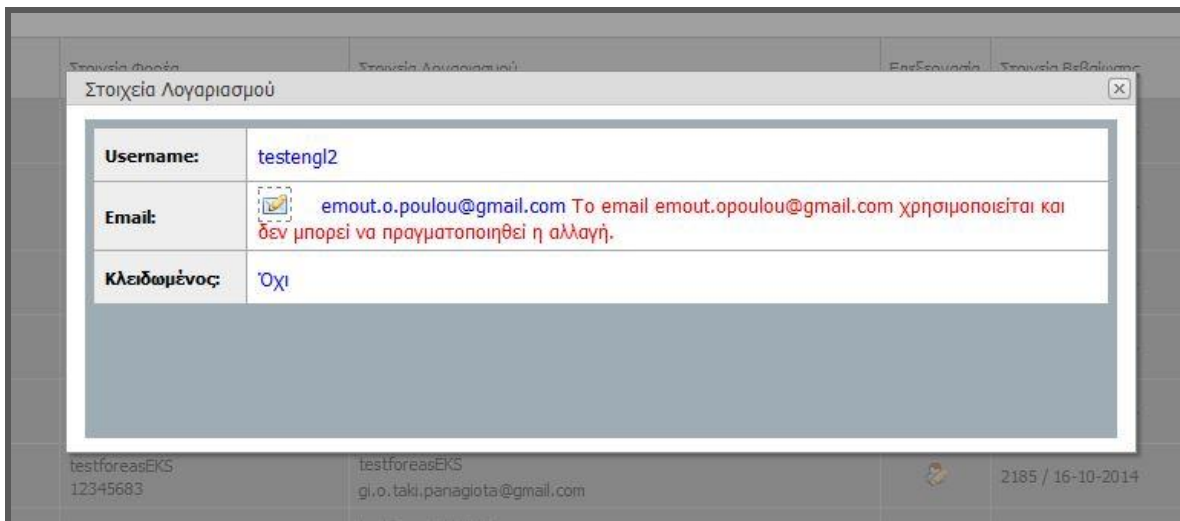 Στοιχεία Φορέα Στοιχεία Λογαριασμού Επεξεργασία Στοιχεία Βεβαίωσης
Στοιχεία Λογαριασμού
Username: testengl2
Email: emout.o.poulou@gmail.com Το email emout.opoulou@gmail.com χρησιμοποιείται και
δεν μπορεί να πραγματοποιηθεί η αλλαγή.
Κλειδωμένος: Όχι
testforeasEKS testforeasEKS
12345683 gi.o.taki.panagiota@gmail.com 2185 / 16-10-2014